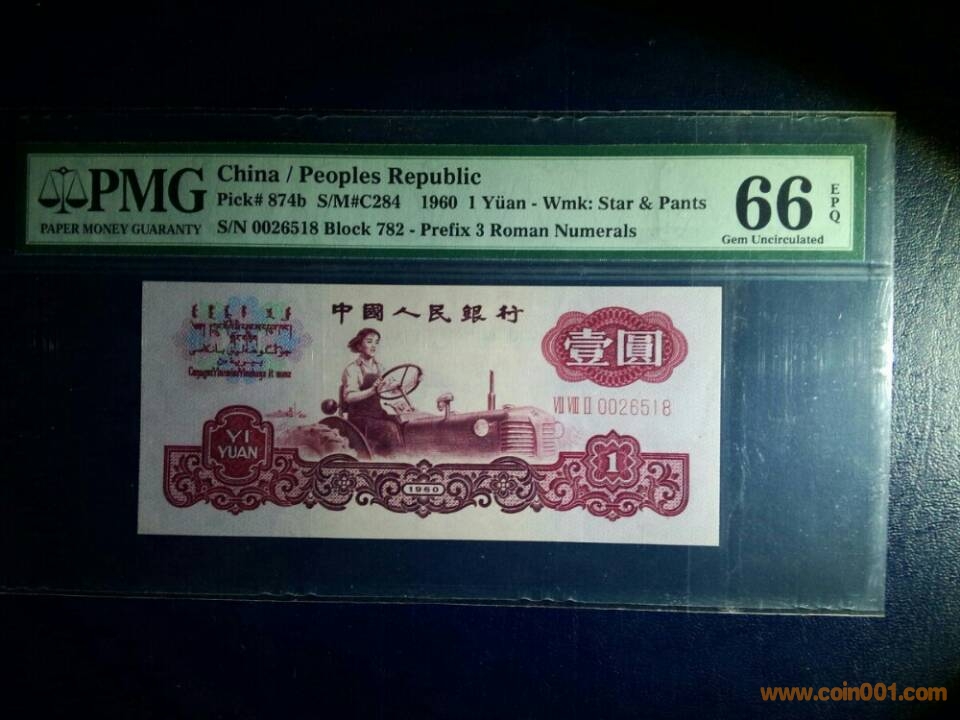 PMG
PAPER MONEY GUARANTY
China / Peoples Republic
Pick# 874b S/M#C284 1960 1 Yüan - Wmk: Star & Pants
S/N 0026518 Block 782 - Prefix 3 Roman Numerals
66
EPQ
Gem Uncirculated
中國人民銀行
壹圓
VII VIII II 0026518
YI
YUAN
1960
1
www.coin001.com